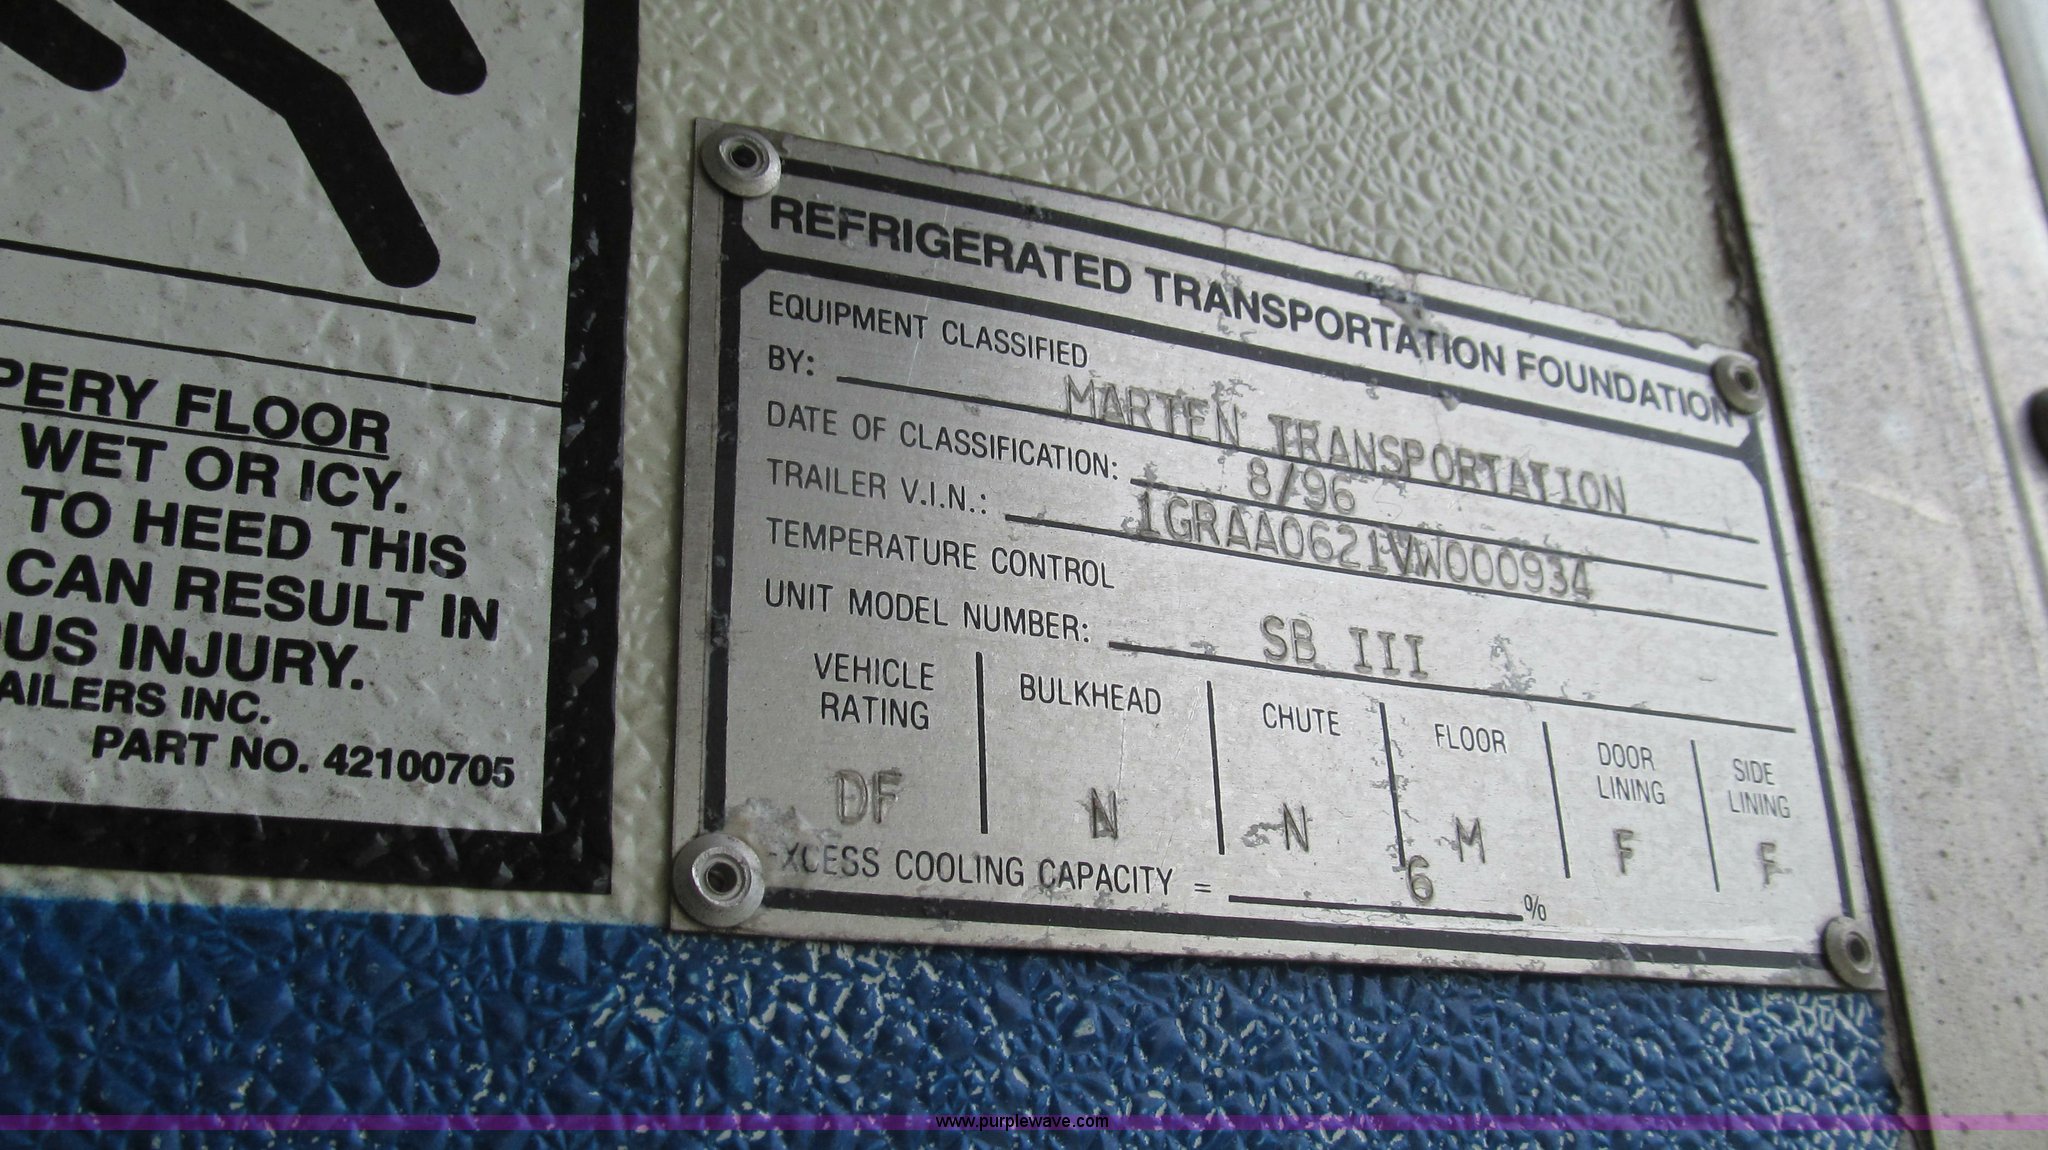 PERY FLOOR
WET OR ICY.
TO HEED THIS
CAN RESULT IN
OUS INJURY.
AILERS INC.
PART NO. 42100705
REFRIGERATED TRANSPORTATION FOUNDATION
EQUIPMENT CLASSIFIED
BY: MARTEN TRANSPORTATION
DATE OF CLASSIFICATION: 8/96
TRAILER V.I.N.: 1GRAA0621VW000934
TEMPERATURE CONTROL
UNIT MODEL NUMBER: SB III
VEHICLE RATING BULKHEAD CHUTE FLOOR DOOR LINING SIDE LINING
DF N N M F F
XCESS COOLING CAPACITY = 6 %
www.purplewave.com